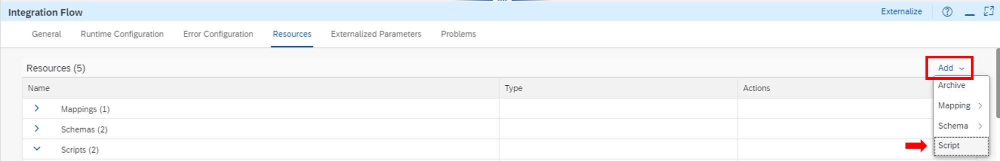 Integration Flow
Externalize
General Runtime Configuration Error Configuration Resources Externalized Parameters Problems
Resources (5)
Add
Name Type Actions
Archive
Mappings (1)
Mapping
Schemas (2)
Schema
Scripts (2)
Script